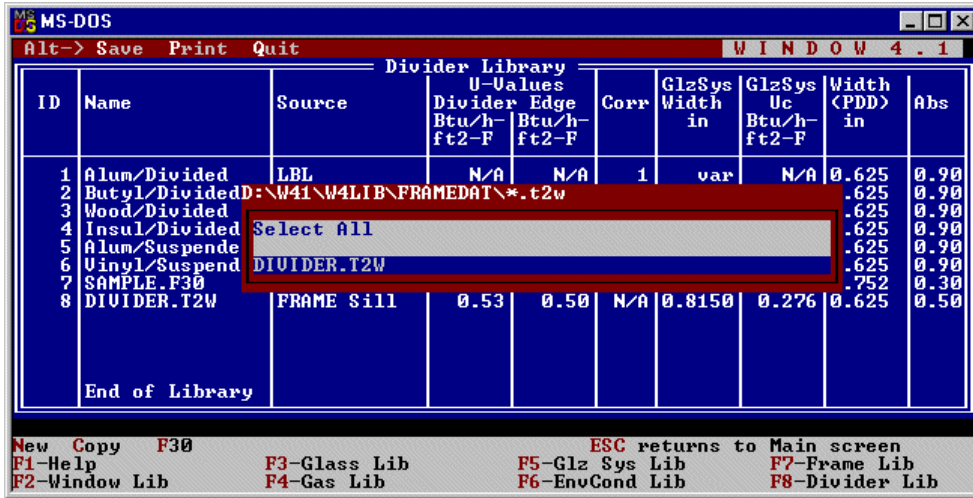 MS-DOS
Alt-> Save Print Quit W I N D O W 4 . 1
Divider Library
U-Values GlzSys GlzSys Width
ID Name Source Divider Edge Corr Width Uc (PDD) Abs
Btu/h- Btu/h- in Btu/h- in
ft2-F ft2-F ft2-F
1 Alum/Divided LBL N/A N/A 1 var N/A 0.625 0.90
2 Butyl/Divided D:\W41\W4LIB\FRAMEDAT\*.t2w .625 0.90
3 Wood/Divided .625 0.90
4 Insul/Divided Select All .625 0.90
5 Alum/Suspende .625 0.90
6 Vinyl/Suspend DIVIDER.T2W .625 0.90
7 SAMPLE.F30 .752 0.30
8 DIVIDER.T2W FRAME Sill 0.53 0.50 N/A 0.8150 0.276 0.625 0.50
End of Library
New Copy F30 ESC returns to Main screen
F1-Help F3-Glass Lib F5-Glz Sys Lib F7-Frame Lib
F2-Window Lib F4-Gas Lib F6-EnvCond Lib F8-Divider Lib